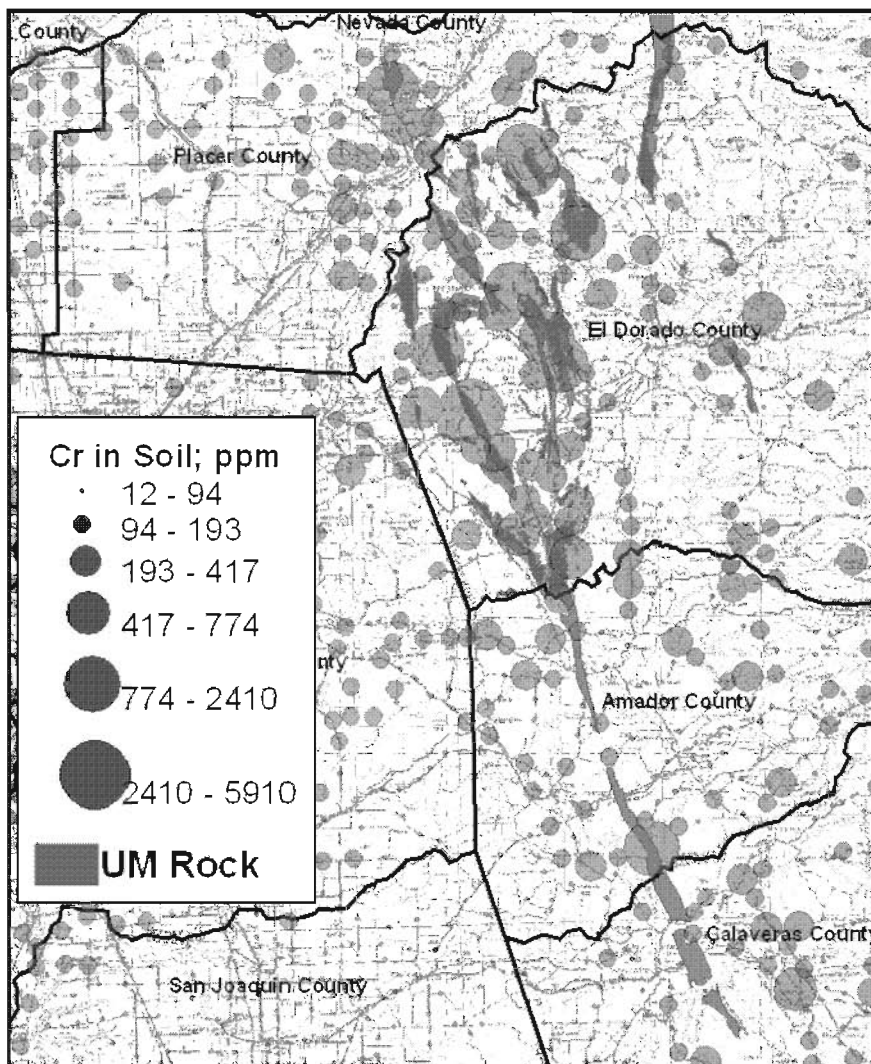 County
Nevada County
Placer County
El Dorado County
Cr in Soil; ppm
12 - 94
94 - 193
193 - 417
417 - 774
774 - 2410
2410 - 5910
UM Rock
nty
Amador County
Calaveras County
San Joaquin County